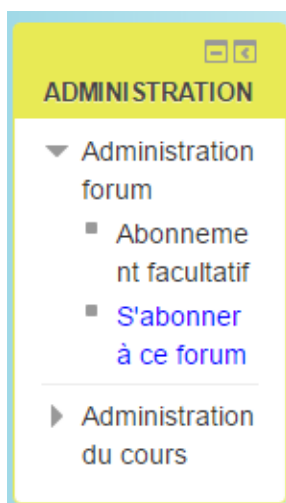 ADMINISTRATION
Administration
forum
Abonneme
nt facultatif
S'abonner
à ce forum
Administration
du cours